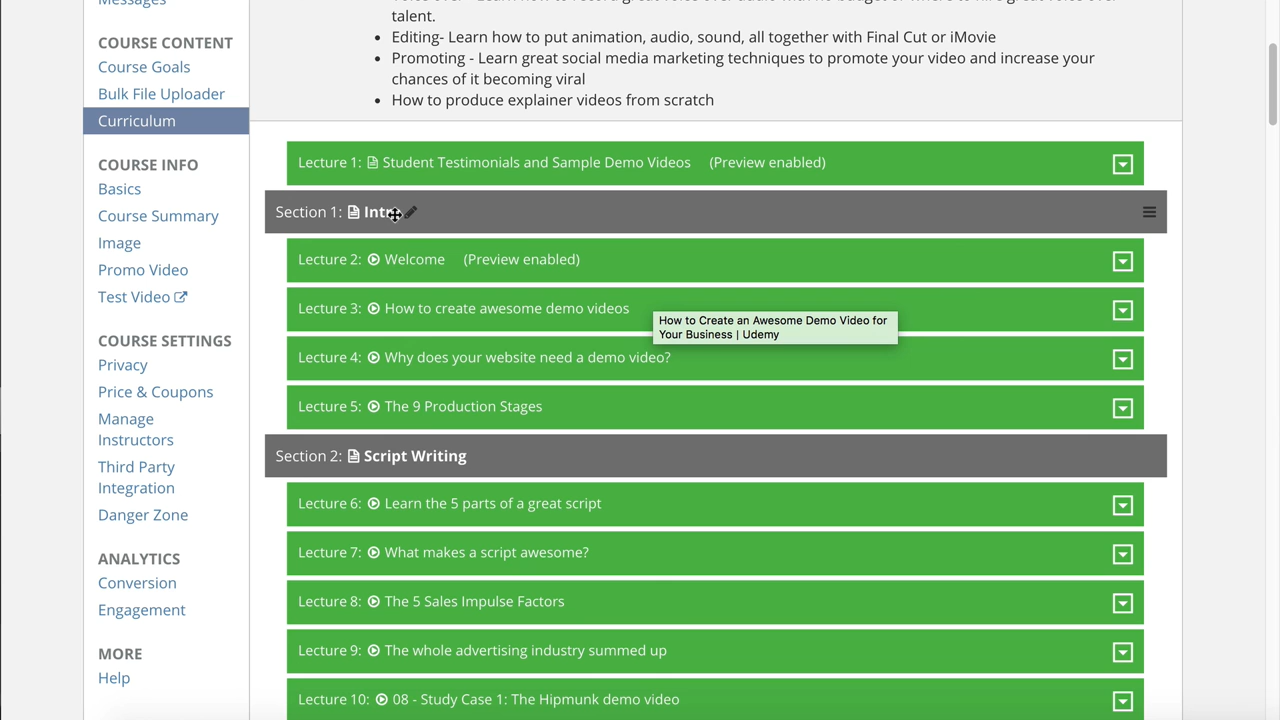 Messages
COURSE CONTENT
Course Goals
Bulk File Uploader
Curriculum
COURSE INFO
Basics
Course Summary
Image
Promo Video
Test Video
COURSE SETTINGS
Privacy
Price & Coupons
Manage
Instructors
Third Party
Integration
Danger Zone
ANALYTICS
Conversion
Engagement
MORE
Help
talent.
• Editing- Learn how to put animation, audio, sound, all together with Final Cut or iMovie
• Promoting - Learn great social media marketing techniques to promote your video and increase your
chances of it becoming viral
• How to produce explainer videos from scratch
Lecture 1: Student Testimonials and Sample Demo Videos (Preview enabled)
Section 1: Intro
Lecture 2: Welcome (Preview enabled)
Lecture 3: How to create awesome demo videos
How to Create an Awesome Demo Video for
Your Business | Udemy
Lecture 4: Why does your website need a demo video?
Lecture 5: The 9 Production Stages
Section 2: Script Writing
Lecture 6: Learn the 5 parts of a great script
Lecture 7: What makes a script awesome?
Lecture 8: The 5 Sales Impulse Factors
Lecture 9: The whole advertising industry summed up
Lecture 10: 08 - Study Case 1: The Hipmunk demo video